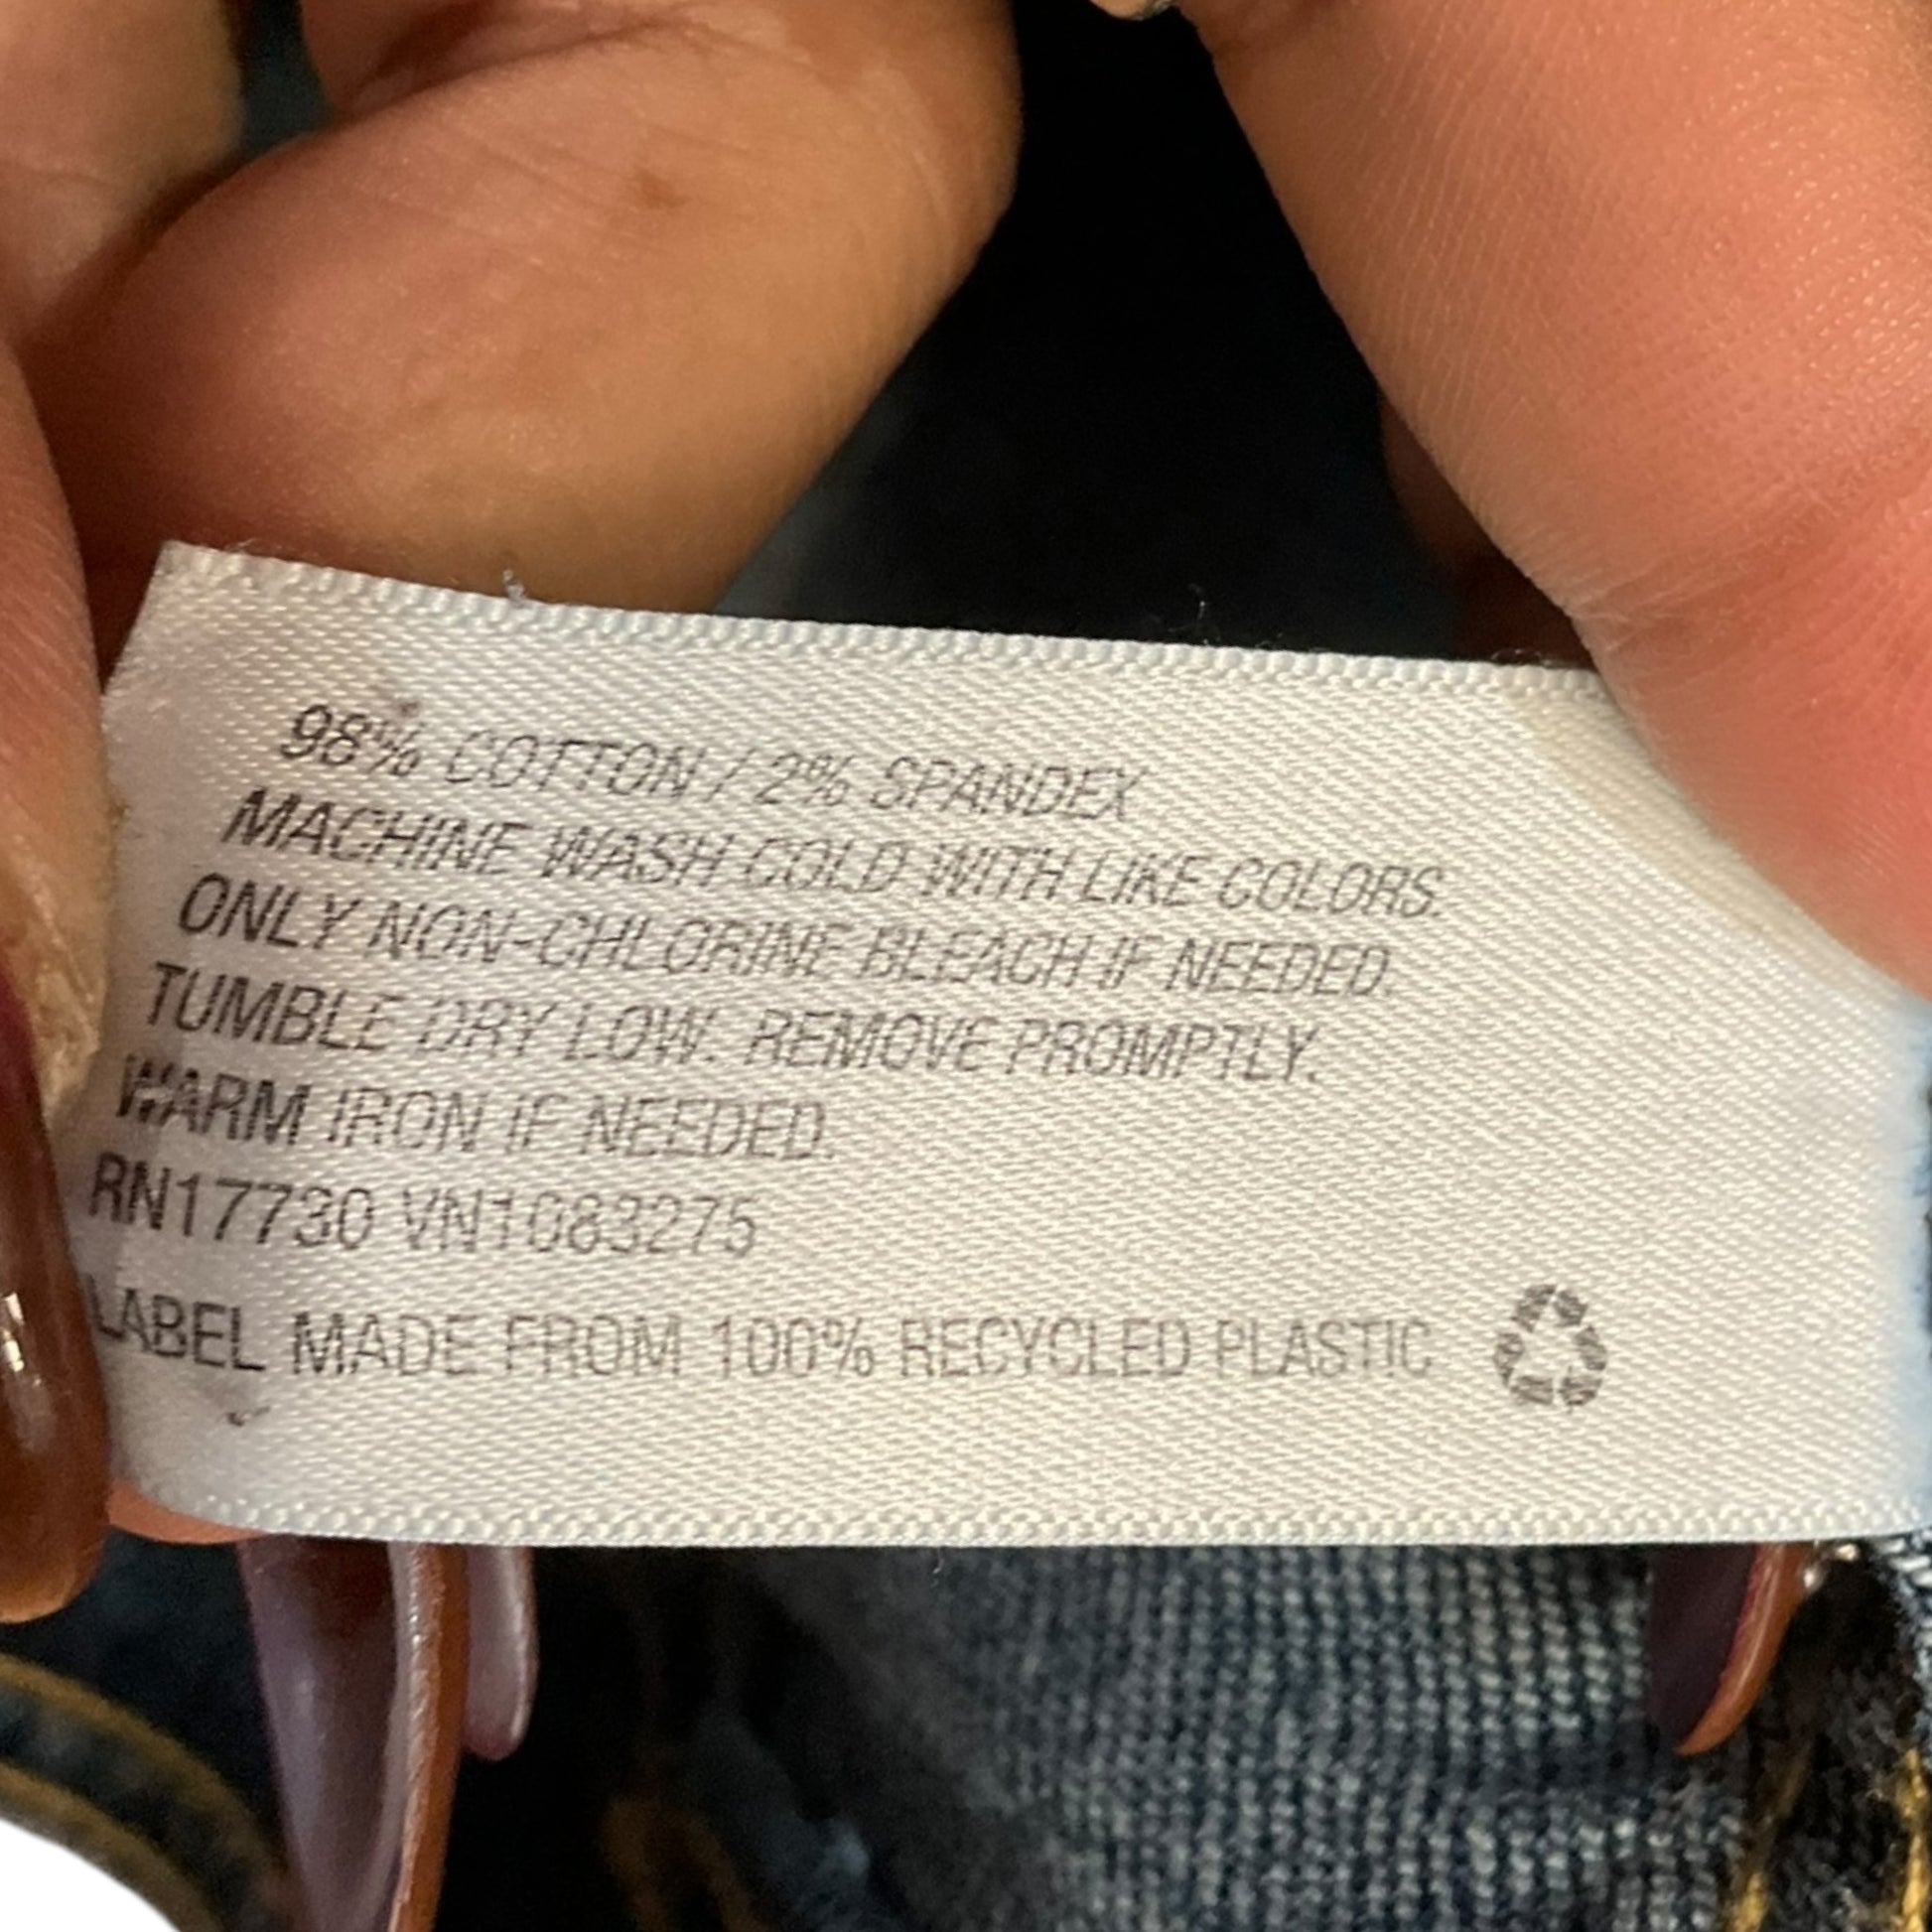 98% COTTON / 2% SPANDEX
MACHINE WASH COLD WITH LIKE COLORS.
ONLY NON-CHLORINE BLEACH IF NEEDED.
TUMBLE DRY LOW. REMOVE PROMPTLY.
WARM IRON IF NEEDED.
RN17730 VN1083275
LABEL MADE FROM 100% RECYCLED PLASTIC